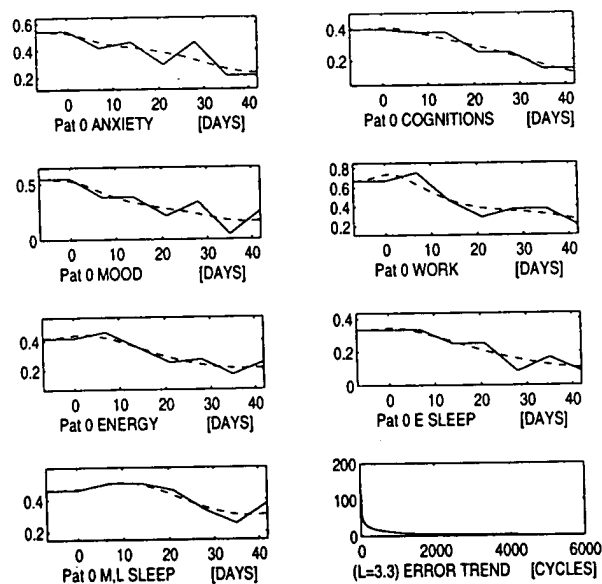 0.6
0.4
0.2
0 10 20 30 40
Pat 0 ANXIETY [DAYS]
0.4
0.2
0 10 20 30 40
Pat 0 COGNITIONS [DAYS]
0.5
0
0 10 20 30 40
Pat 0 MOOD [DAYS]
0.8
0.6
0.4
0.2
0 10 20 30 40
Pat 0 WORK [DAYS]
0.4
0.2
0 10 20 30 40
Pat 0 ENERGY [DAYS]
0.4
0.2
0
0 10 20 30 40
Pat 0 E SLEEP [DAYS]
0.4
0.2
0 10 20 30 40
Pat 0 M,L SLEEP [DAYS]
200
100
0
0 2000 4000 6000
(L=3.3) ERROR TREND [CYCLES]